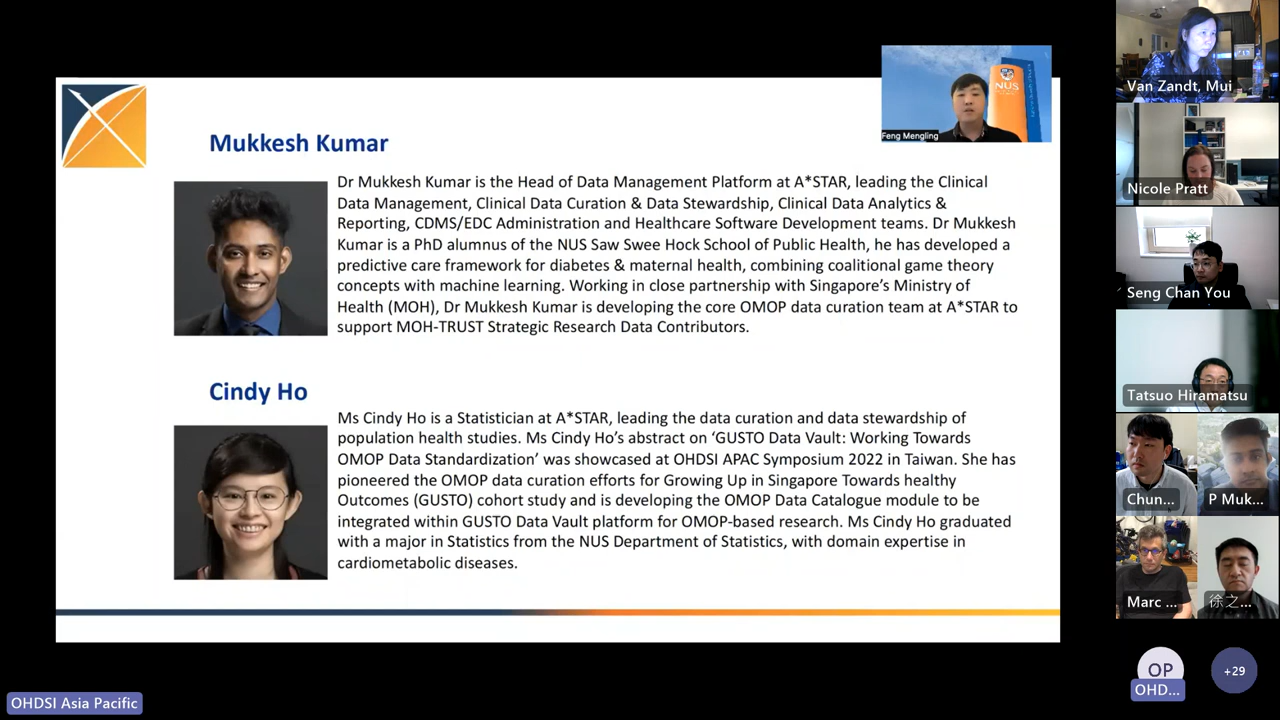 Mukkesh Kumar
Dr Mukkesh Kumar is the Head of Data Management Platform at A*STAR, leading the Clinical
Data Management, Clinical Data Curation & Data Stewardship, Clinical Data Analytics &
Reporting, CDMS/EDC Administration and Healthcare Software Development teams. Dr Mukkesh
Kumar is a PhD alumnus of the NUS Saw Swee Hock School of Public Health, he has developed a
predictive care framework for diabetes & maternal health, combining coalitional game theory
concepts with machine learning. Working in close partnership with Singapore's Ministry of
Health (MOH), Dr Mukkesh Kumar is developing the core OMOP data curation team at A*STAR to
support MOH-TRUST Strategic Research Data Contributors.
Cindy Ho
Ms Cindy Ho is a Statistician at A*STAR, leading the data curation and data stewardship of
population health studies. Ms Cindy Ho's abstract on ‘GUSTO Data Vault: Working Towards
OMOP Data Standardization’ was showcased at OHDSI APAC Symposium 2022 in Taiwan. She has
pioneered the OMOP data curation efforts for Growing Up in Singapore Towards healthy
Outcomes (GUSTO) cohort study and is developing the OMOP Data Catalogue module to be
integrated within GUSTO Data Vault platform for OMOP-based research. Ms Cindy Ho graduated
with a major in Statistics from the NUS Department of Statistics, with domain expertise in
cardiometabolic diseases.
NUS
Feng Mengling
Van Zandt, Mui
Nicole Pratt
Seng Chan You
Tatsuo Hiramatsu
Chun...
P Muk...
Marc ...
徐之...
OP
OHD...
+29
OHDSI Asia Pacific